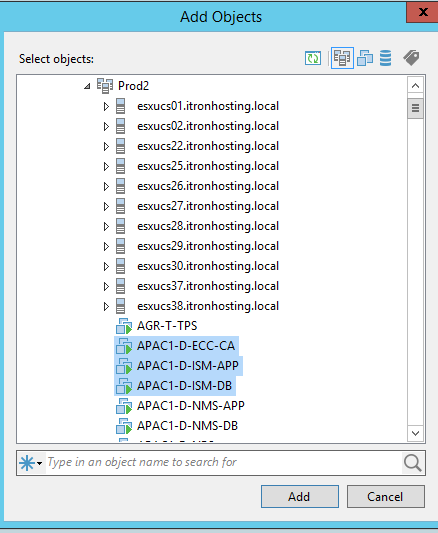 Add Objects
x
Select objects:
Prod2
esxucs01.itronhosting.local
esxucs02.itronhosting.local
esxucs22.itronhosting.local
esxucs25.itronhosting.local
esxucs26.itronhosting.local
esxucs27.itronhosting.local
esxucs28.itronhosting.local
esxucs29.itronhosting.local
esxucs30.itronhosting.local
esxucs37.itronhosting.local
esxucs38.itronhosting.local
AGR-T-TPS
APAC1-D-ECC-CA
APAC1-D-ISM-APP
APAC1-D-ISM-DB
APAC1-D-NMS-APP
APAC1-D-NMS-DB
Type in an object name to search for
Add Cancel